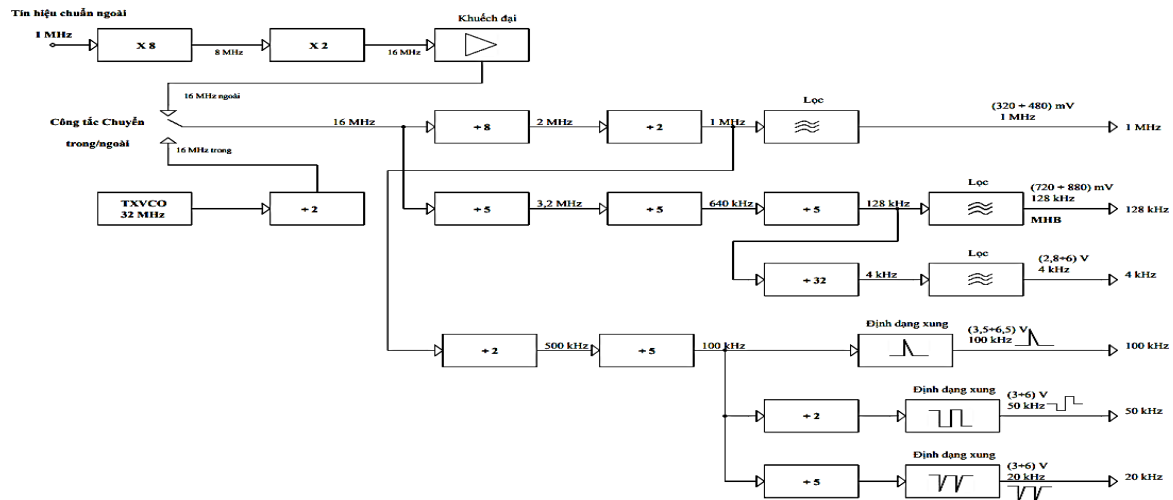 Tín hiệu chuẩn ngoài
1 MHz
X 8
8 MHz
X 2
16 MHz
Khuếch đại
16 MHz ngoài
Công tắc Chuyển
trong/ngoài
16 MHz trong
TXVCO
32 MHz
÷ 2
16 MHz
÷ 8
2 MHz
÷ 2
1 MHz
Lọc
(320 ÷ 480) mV
1 MHz
1 MHz
÷ 5
3,2 MHz
÷ 5
640 kHz
÷ 5
128 kHz
Lọc
(720 ÷ 880) mV
128 kHz
MHB
128 kHz
÷ 32
4 kHz
Lọc
(2,8÷6) V
4 kHz
4 kHz
÷ 2
500 kHz
÷ 5
100 kHz
Định dạng xung
(3,5÷6,5) V
100 kHz
100 kHz
÷ 2
Định dạng xung
(3÷6) V
50 kHz
50 kHz
÷ 5
Định dạng xung
(3÷6) V
20 kHz
20 kHz